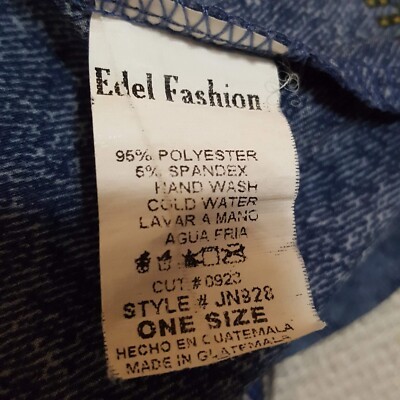 Edel Fashion
95% POLYESTER
5% SPANDEX
HAND WASH
COLD WATER
LAVAR A MANO
AGUA FRIA
CUT # 0923
STYLE # JN928
ONE SIZE
HECHO EN GUATEMALA
MADE IN GUATEMALA